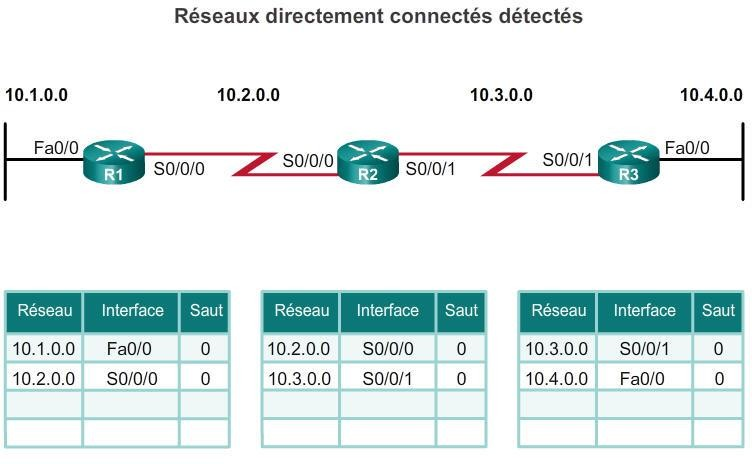 Réseaux directement connectés détectés
10.1.0.0 10.2.0.0 10.3.0.0 10.4.0.0
Fa0/0 R1 S0/0/0 S0/0/0 R2 S0/0/1 S0/0/1 R3 Fa0/0
Réseau Interface Saut Réseau Interface Saut Réseau Interface Saut
10.1.0.0 Fa0/0 0 10.2.0.0 S0/0/0 0 10.3.0.0 S0/0/1 0
10.2.0.0 S0/0/0 0 10.3.0.0 S0/0/1 0 10.4.0.0 Fa0/0 0